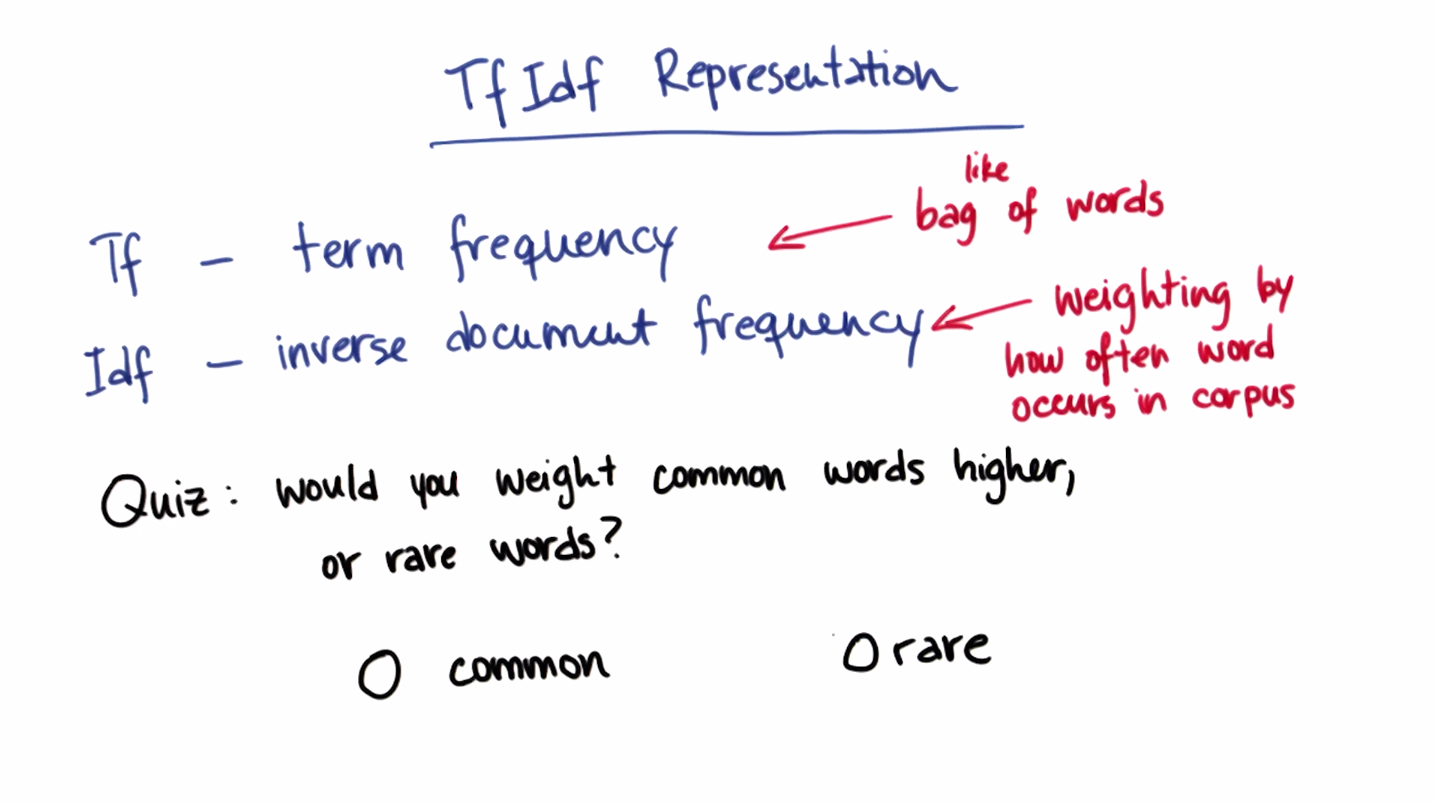 Tf Idf Representation
Tf - term frequency
like
bag of words
Idf - inverse document frequency
weighting by
how often word
occurs in corpus
Quiz: would you weight common words higher,
or rare words?
O common
O rare